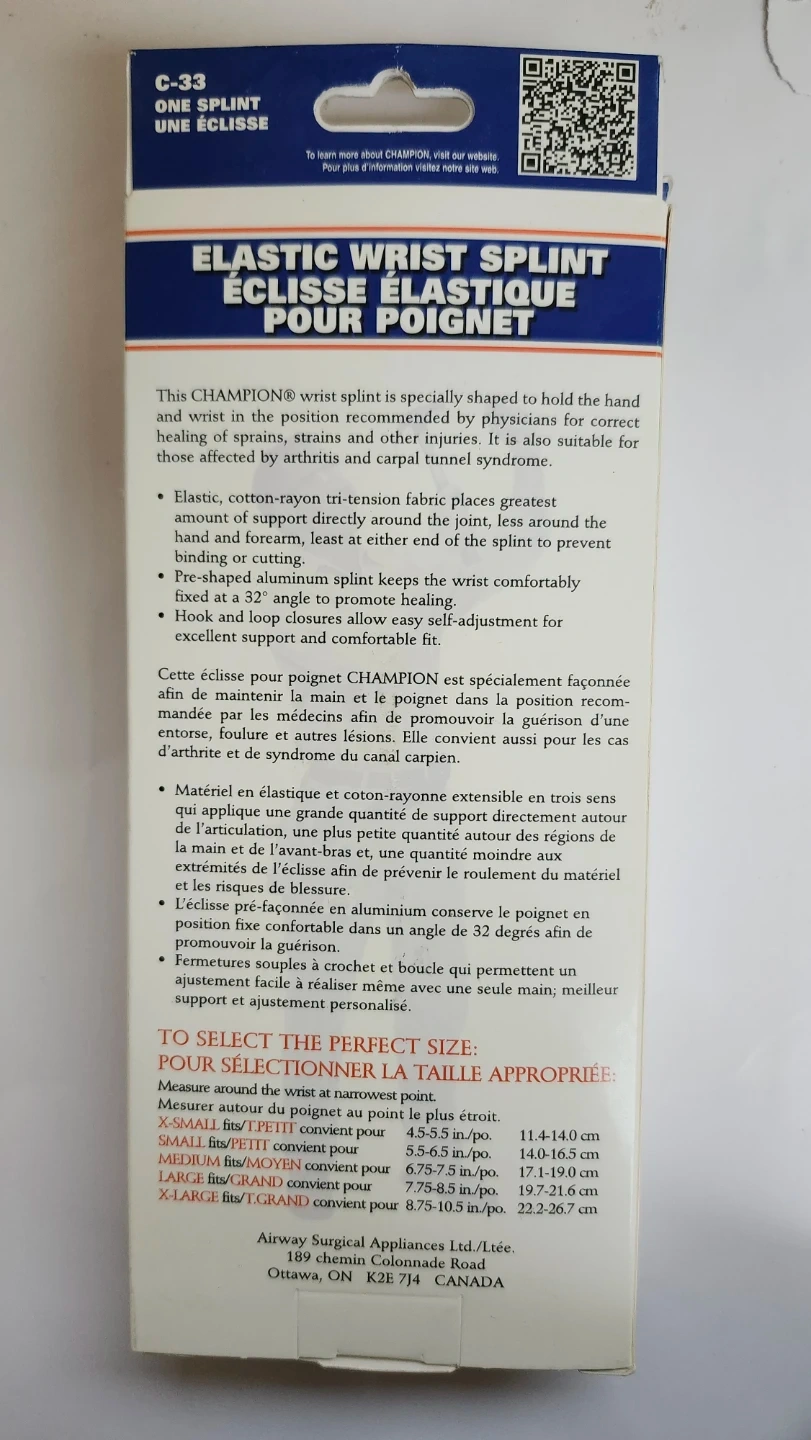 C-33
ONE SPLINT
UNE ÉCLISSE
To learn more about CHAMPION, visit our website.
Pour plus d'information visitez notre site web.
ELASTIC WRIST SPLINT
ÉCLISSE ÉLASTIQUE
POUR POIGNET
This CHAMPION® wrist splint is specially shaped to hold the hand
and wrist in the position recommended by physicians for correct
healing of sprains, strains and other injuries. It is also suitable for
those affected by arthritis and carpal tunnel syndrome.
• Elastic, cotton-rayon tri-tension fabric places greatest
amount of support directly around the joint, less around the
hand and forearm, least at either end of the splint to prevent
binding or cutting.
• Pre-shaped aluminum splint keeps the wrist comfortably
fixed at a 32° angle to promote healing.
• Hook and loop closures allow easy self-adjustment for
excellent support and comfortable fit.
Cette éclisse pour poignet CHAMPION est spécialement façonnée
afin de maintenir la main et le poignet dans la position recom-
mandée par les médecins afin de promouvoir la guérison d'une
entorse, foulure et autres lésions. Elle convient aussi pour les cas
d'arthrite et de syndrome du canal carpien.
• Matériel en élastique et coton-rayonne extensible en trois sens
qui applique une grande quantité de support directement autour
de l'articulation, une plus petite quantité autour des régions de
la main et de l'avant-bras et, une quantité moindre aux
extrémités de l'éclisse afin de prévenir le roulement du matériel
et les risques de blessure.
• L'éclisse pré-façonnée en aluminium conserve le poignet en
position fixe confortable dans un angle de 32 degrés afin de
promouvoir la guérison.
• Fermetures souples à crochet et boucle qui permettent un
ajustement facile à réaliser même avec une seule main; meilleur
support et ajustement personalisé.
TO SELECT THE PERFECT SIZE:
POUR SÉLECTIONNER LA TAILLE APPROPRIÉE:
Measure around the wrist at narrowest point.
Mesurer autour du poignet au point le plus étroit.
X-SMALL fits/T.PETIT convient pour 4.5-5.5 in./po. 11.4-14.0 cm
SMALL fits/PETIT convient pour 5.5-6.5 in./po. 14.0-16.5 cm
MEDIUM fits/MOYEN convient pour 6.75-7.5 in./po. 17.1-19.0 cm
LARGE fits/GRAND convient pour 7.75-8.5 in./po. 19.7-21.6 cm
X-LARGE fits/T.GRAND convient pour 8.75-10.5 in./po. 22.2-26.7 cm
Airway Surgical Appliances Ltd./Ltée.
189 chemin Colonnade Road
Ottawa, ON K2E 7J4 CANADA